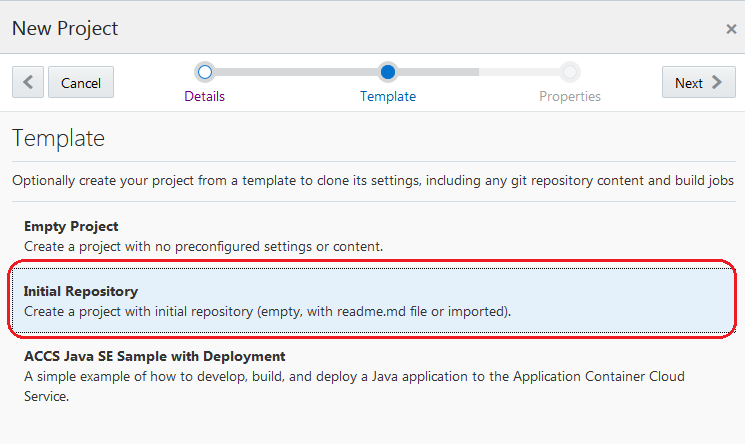 New Project
Cancel
Next
Details
Template
Properties
Template
Optionally create your project from a template to clone its settings, including any git repository content and build jobs
Empty Project
Create a project with no preconfigured settings or content.
Initial Repository
Create a project with initial repository (empty, with readme.md file or imported).
ACCS Java SE Sample with Deployment
A simple example of how to develop, build, and deploy a Java application to the Application Container Cloud
Service.